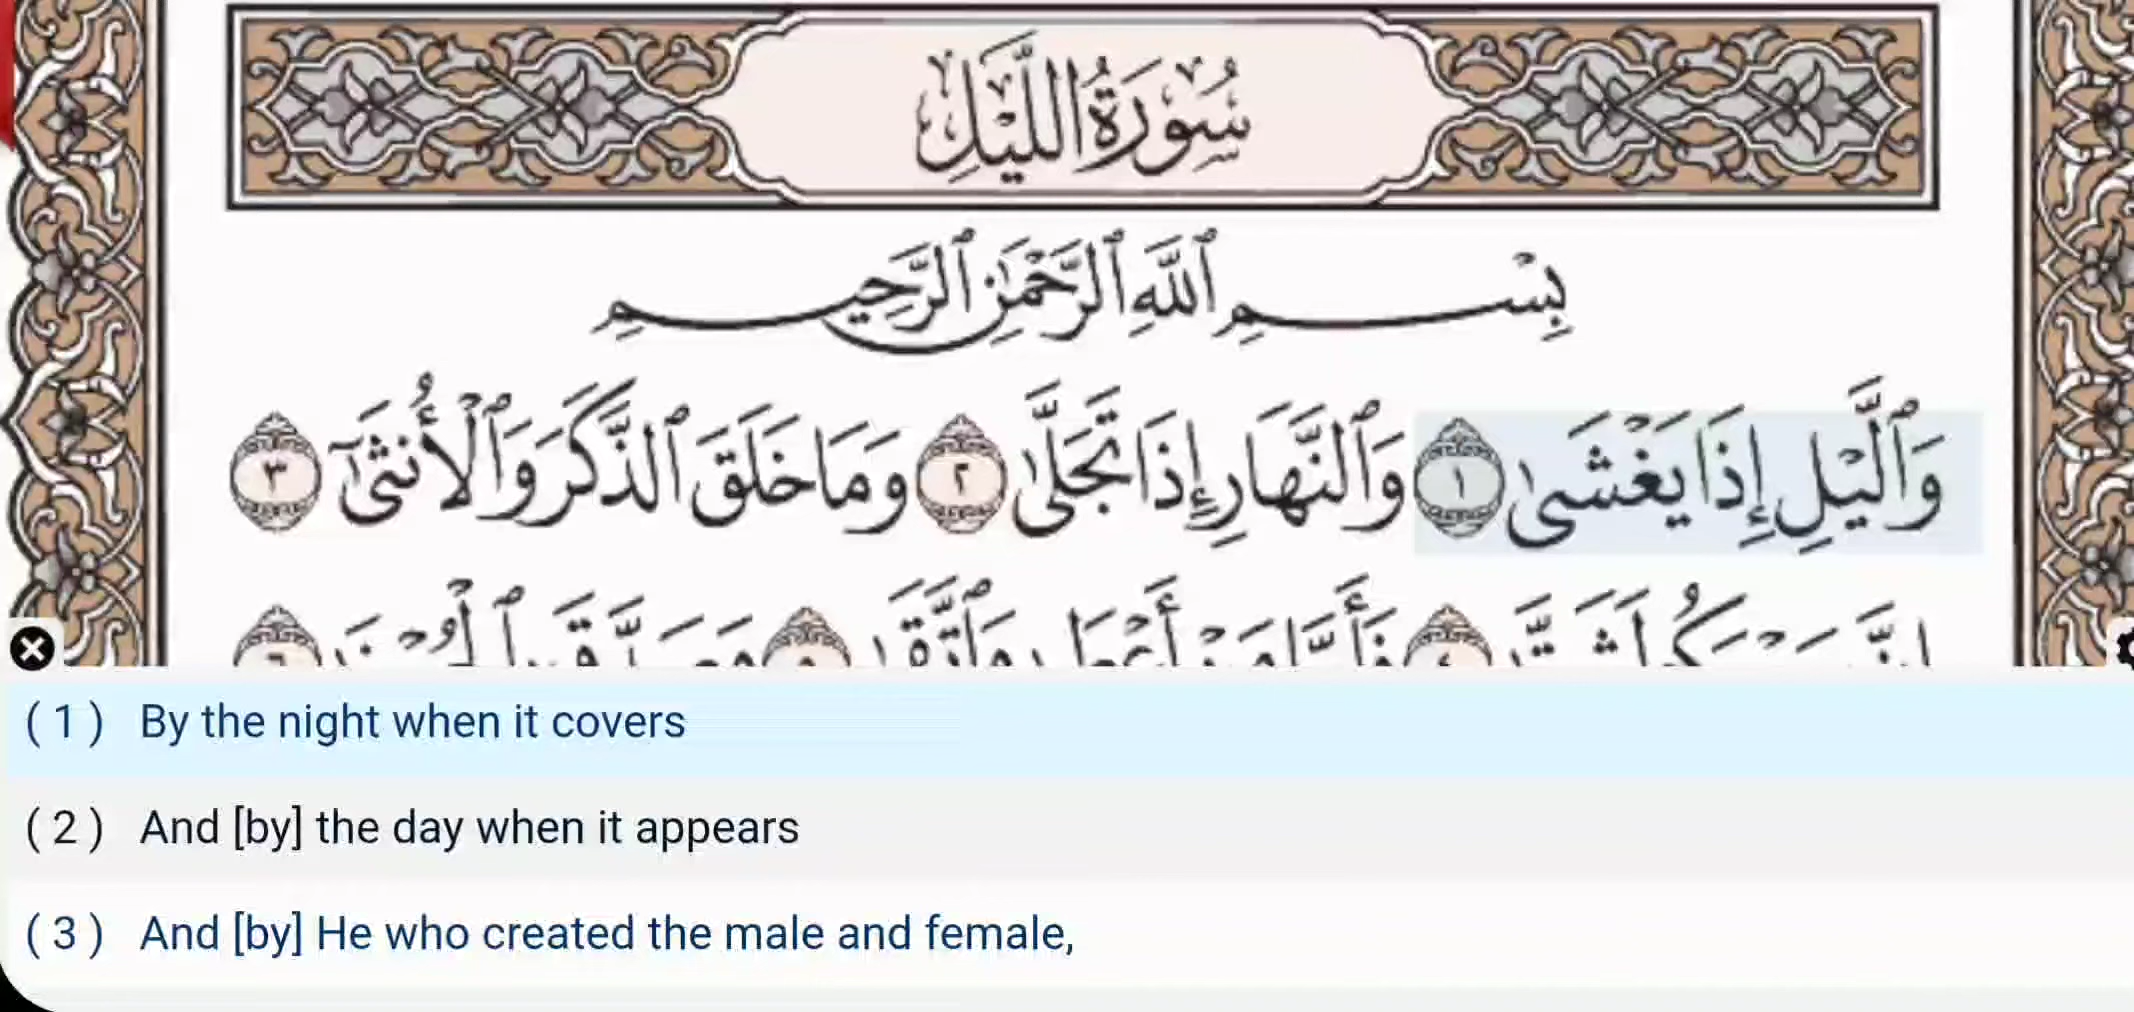 سُورَةُ اللَّيْلِ
بِسْمِ ٱللَّهِ ٱلرَّحْمَٰنِ ٱلرَّحِيمِ
وَٱلَّيْلِ إِذَا يَغْشَىٰ ١ وَٱلنَّهَارِ إِذَا تَجَلَّىٰ ٢ وَمَا خَلَقَ ٱلذَّكَرَ وَٱلْأُنثَىٰٓ ٣
( 1 ) By the night when it covers
( 2 ) And [by] the day when it appears
( 3 ) And [by] He who created the male and female,